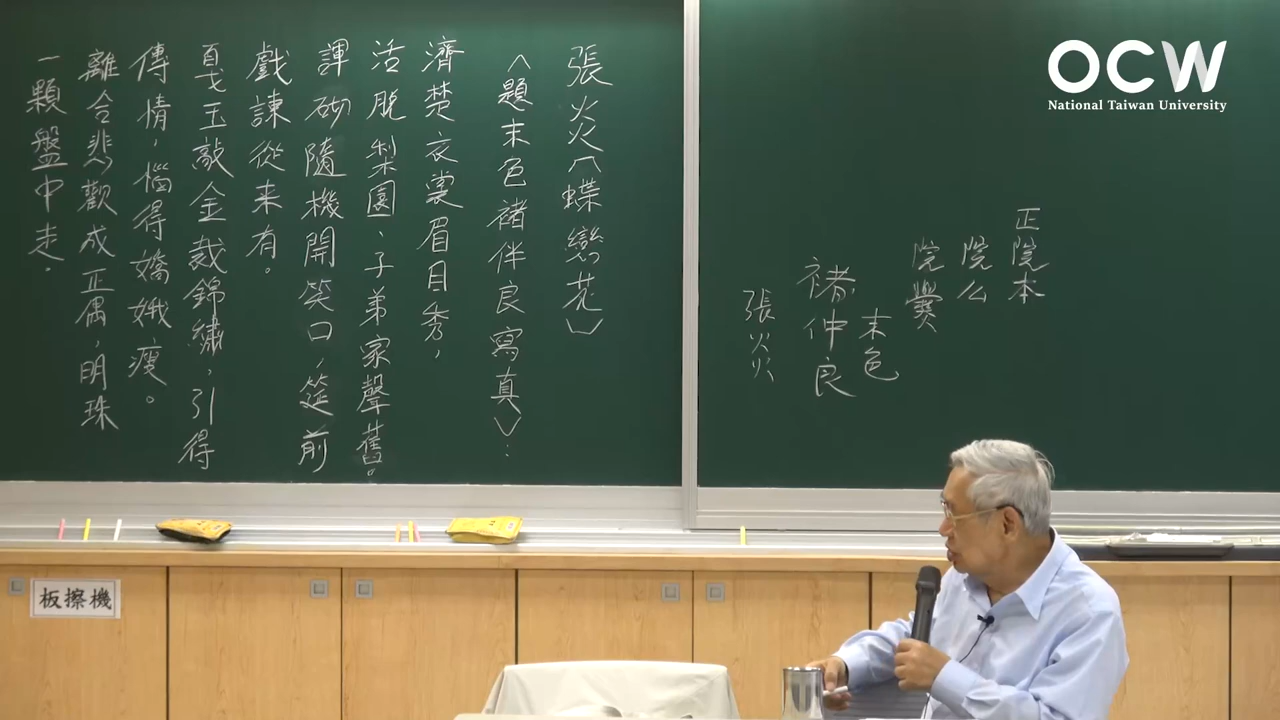 OCW
National Taiwan University
正院本
院么
院爨
末色
褚仲良
張炎
張炎〈蝶戀花〉
〈題末色褚仲良寫真〉:
濟楚衣裳眉目秀,
活脫梨園、子弟家聲舊。
諢砌隨機開笑口,筵前
戲諫從來有。
戛玉敲金裁錦繡,引得
傳情,惱得嬌娥瘦。
離合悲歡成正偶,明珠
一顆盤中走。
板擦機